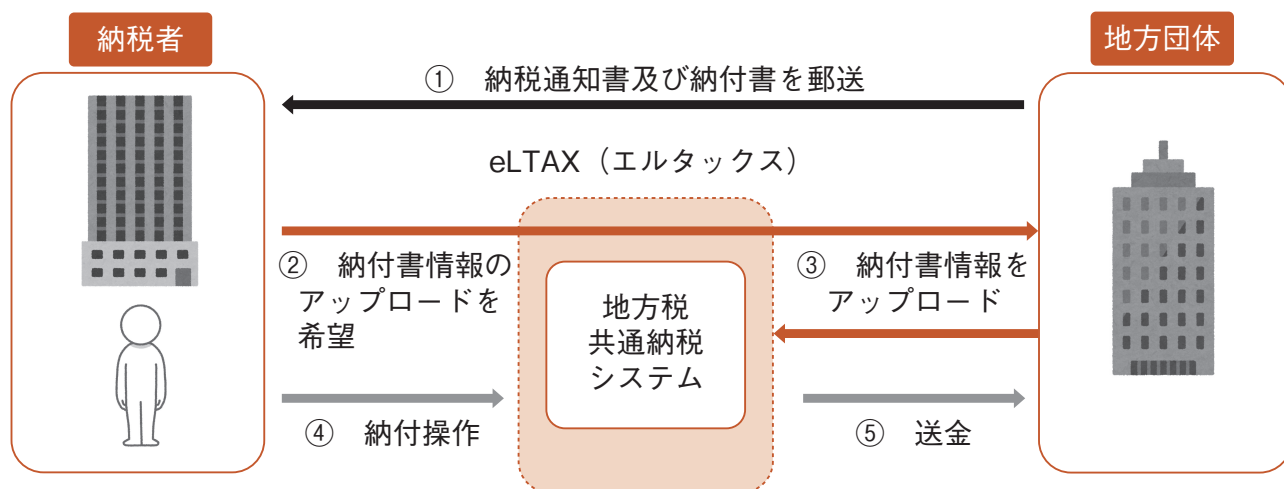 納税者
地方団体
① 納税通知書及び納付書を郵送
eLTAX（エルタックス）
② 納付書情報の
アップロードを
希望
③ 納付書情報を
アップロード
地方税
共通納税
システム
④ 納付操作
⑤ 送金